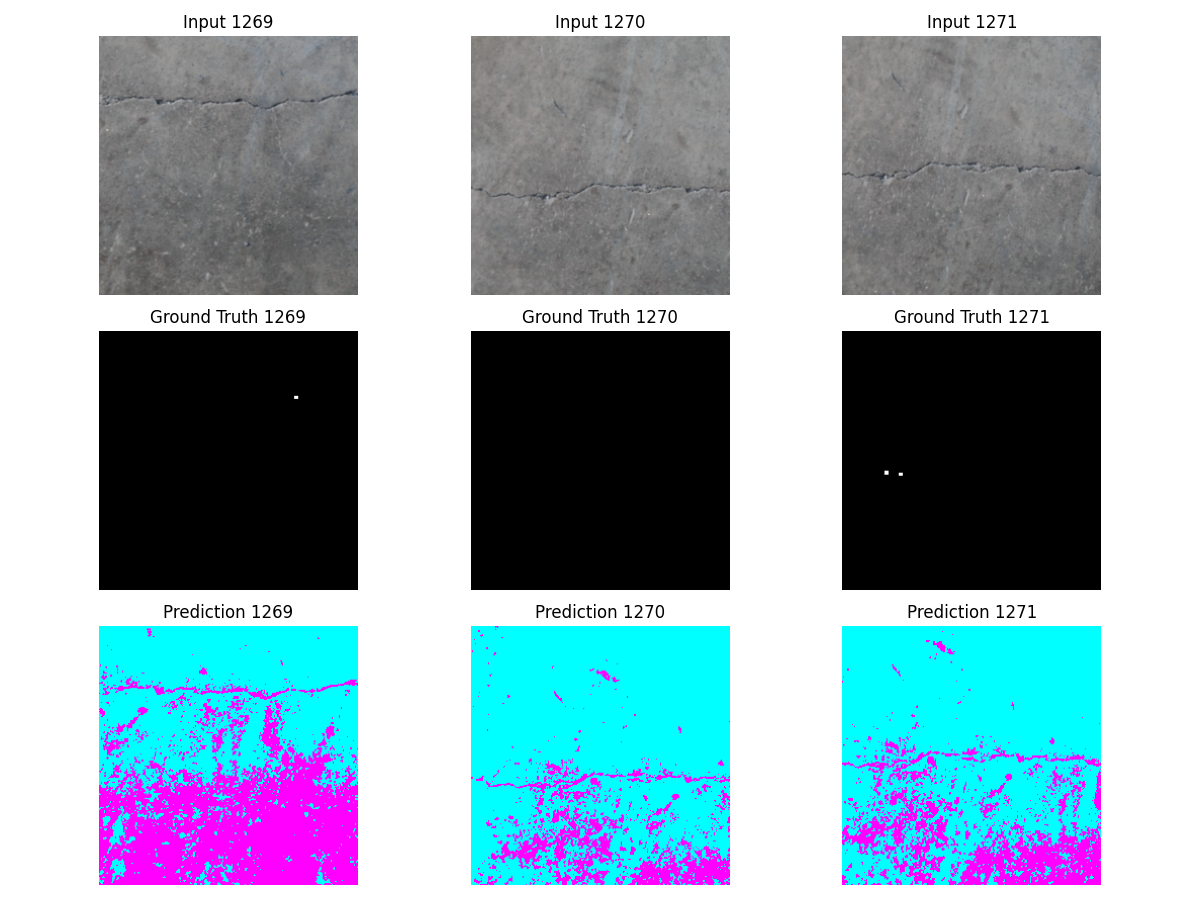 Input 1269
Input 1270
Input 1271
Ground Truth 1269
Ground Truth 1270
Ground Truth 1271
Prediction 1269
Prediction 1270
Prediction 1271